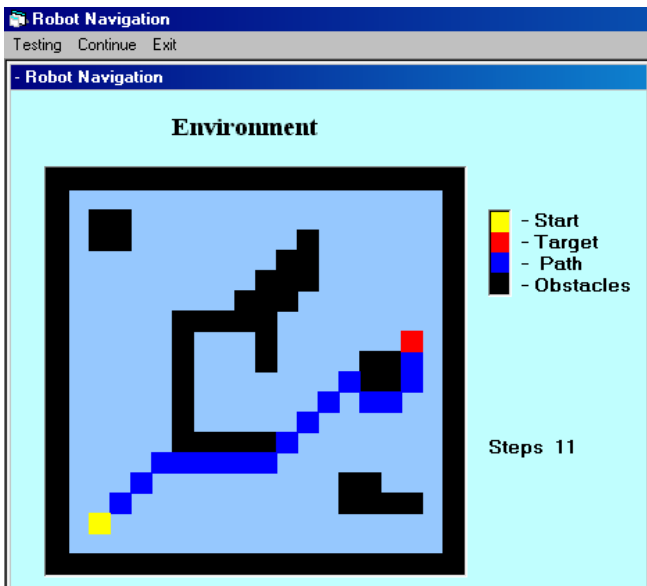 Robot Navigation
Testing Continue Exit
- Robot Navigation
Environment
- Start
- Target
- Path
- Obstacles
Steps 11